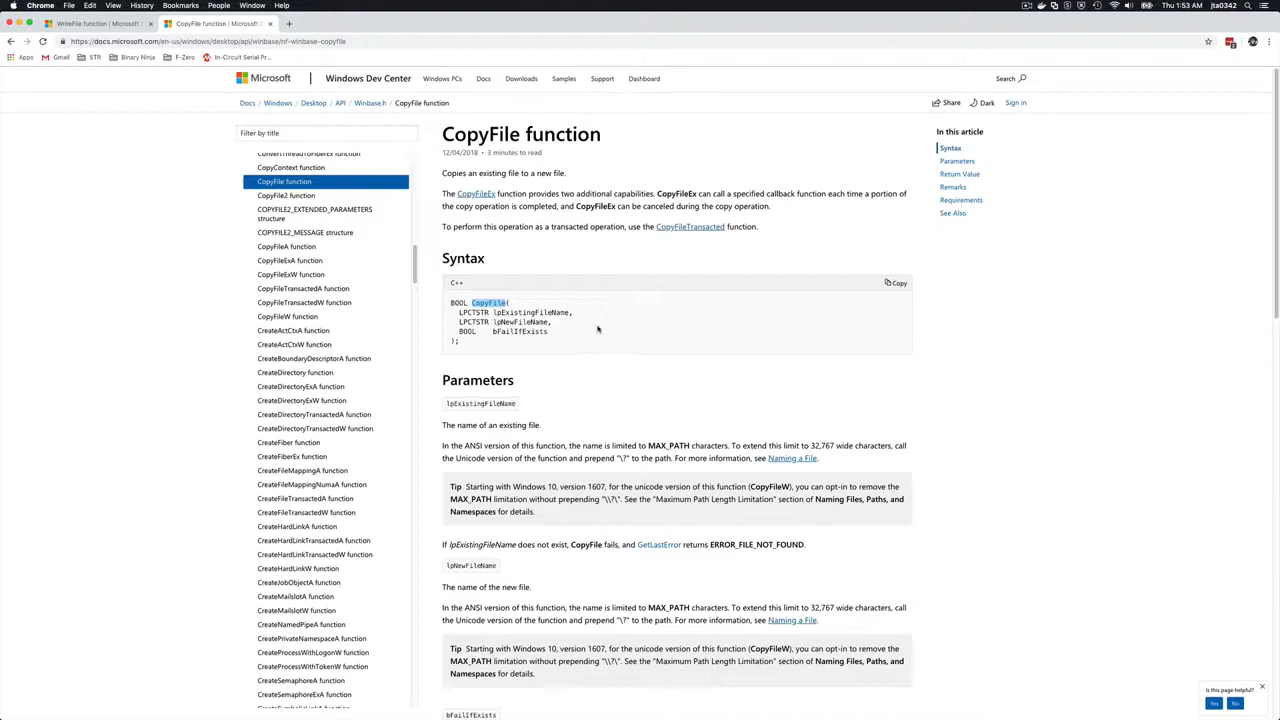 Chrome File Edit View History Bookmarks People Window Help
Thu 1:53 AM jta0342
WriteFile function | Microsoft
CopyFile function | Microsoft
https://docs.microsoft.com/en-us/windows/desktop/api/winbase/nf-winbase-copyfile
Apps Gmail STR Binary Ninja F-Zero In-Circuit Serial Pr...
Microsoft Windows Dev Center Windows PCs Docs Downloads Samples Support Dashboard Search
Docs / Windows / Desktop / API / Winbase.h / CopyFile function
Share Dark Sign in
Filter by title
ConvertThreadToFiberEx function
CopyContext function
CopyFile function
CopyFile2 function
COPYFILE2_EXTENDED_PARAMETERS
structure
COPYFILE2_MESSAGE structure
CopyFileA function
CopyFileExA function
CopyFileExW function
CopyFileTransactedA function
CopyFileTransactedW function
CopyFileW function
CreateActCtxA function
CreateActCtxW function
CreateBoundaryDescriptorA function
CreateDirectory function
CreateDirectoryExA function
CreateDirectoryExW function
CreateDirectoryTransactedA function
CreateDirectoryTransactedW function
CreateFiber function
CreateFiberEx function
CreateFileMappingA function
CreateFileMappingNumaA function
CreateFileTransactedA function
CreateFileTransactedW function
CreateHardLinkA function
CreateHardLinkTransactedA function
CreateHardLinkTransactedW function
CreateHardLinkW function
CreateJobObjectA function
CreateMailslotA function
CreateMailslotW function
CreateNamedPipeA function
CreatePrivateNamespaceA function
CreateProcessWithLogonW function
CreateProcessWithTokenW function
CreateSemaphoreA function
CreateSemaphoreExA function
CopyFile function
12/04/2018 • 3 minutes to read
Copies an existing file to a new file.
The CopyFileEx function provides two additional capabilities. CopyFileEx can call a specified callback function each time a portion of
the copy operation is completed, and CopyFileEx can be canceled during the copy operation.
To perform this operation as a transacted operation, use the CopyFileTransacted function.
Syntax
C++ Copy
BOOL CopyFile(
LPCTSTR lpExistingFileName,
LPCTSTR lpNewFileName,
BOOL bFailIfExists
);
Parameters
lpExistingFileName
The name of an existing file.
In the ANSI version of this function, the name is limited to MAX_PATH characters. To extend this limit to 32,767 wide characters, call
the Unicode version of the function and prepend "\?" to the path. For more information, see Naming a File.
Tip Starting with Windows 10, version 1607, for the unicode version of this function (CopyFileW), you can opt-in to remove the
MAX_PATH limitation without prepending "\\?\". See the "Maximum Path Length Limitation" section of Naming Files, Paths, and
Namespaces for details.
If lpExistingFileName does not exist, CopyFile fails, and GetLastError returns ERROR_FILE_NOT_FOUND.
lpNewFileName
The name of the new file.
In the ANSI version of this function, the name is limited to MAX_PATH characters. To extend this limit to 32,767 wide characters, call
the Unicode version of the function and prepend "\?" to the path. For more information, see Naming a File.
Tip Starting with Windows 10, version 1607, for the unicode version of this function (CopyFileW), you can opt-in to remove the
MAX_PATH limitation without prepending "\\?\". See the "Maximum Path Length Limitation" section of Naming Files, Paths, and
Namespaces for details.
bFailIfExists
In this article
Syntax
Parameters
Return Value
Remarks
Requirements
See Also
Is this page helpful?
Yes No